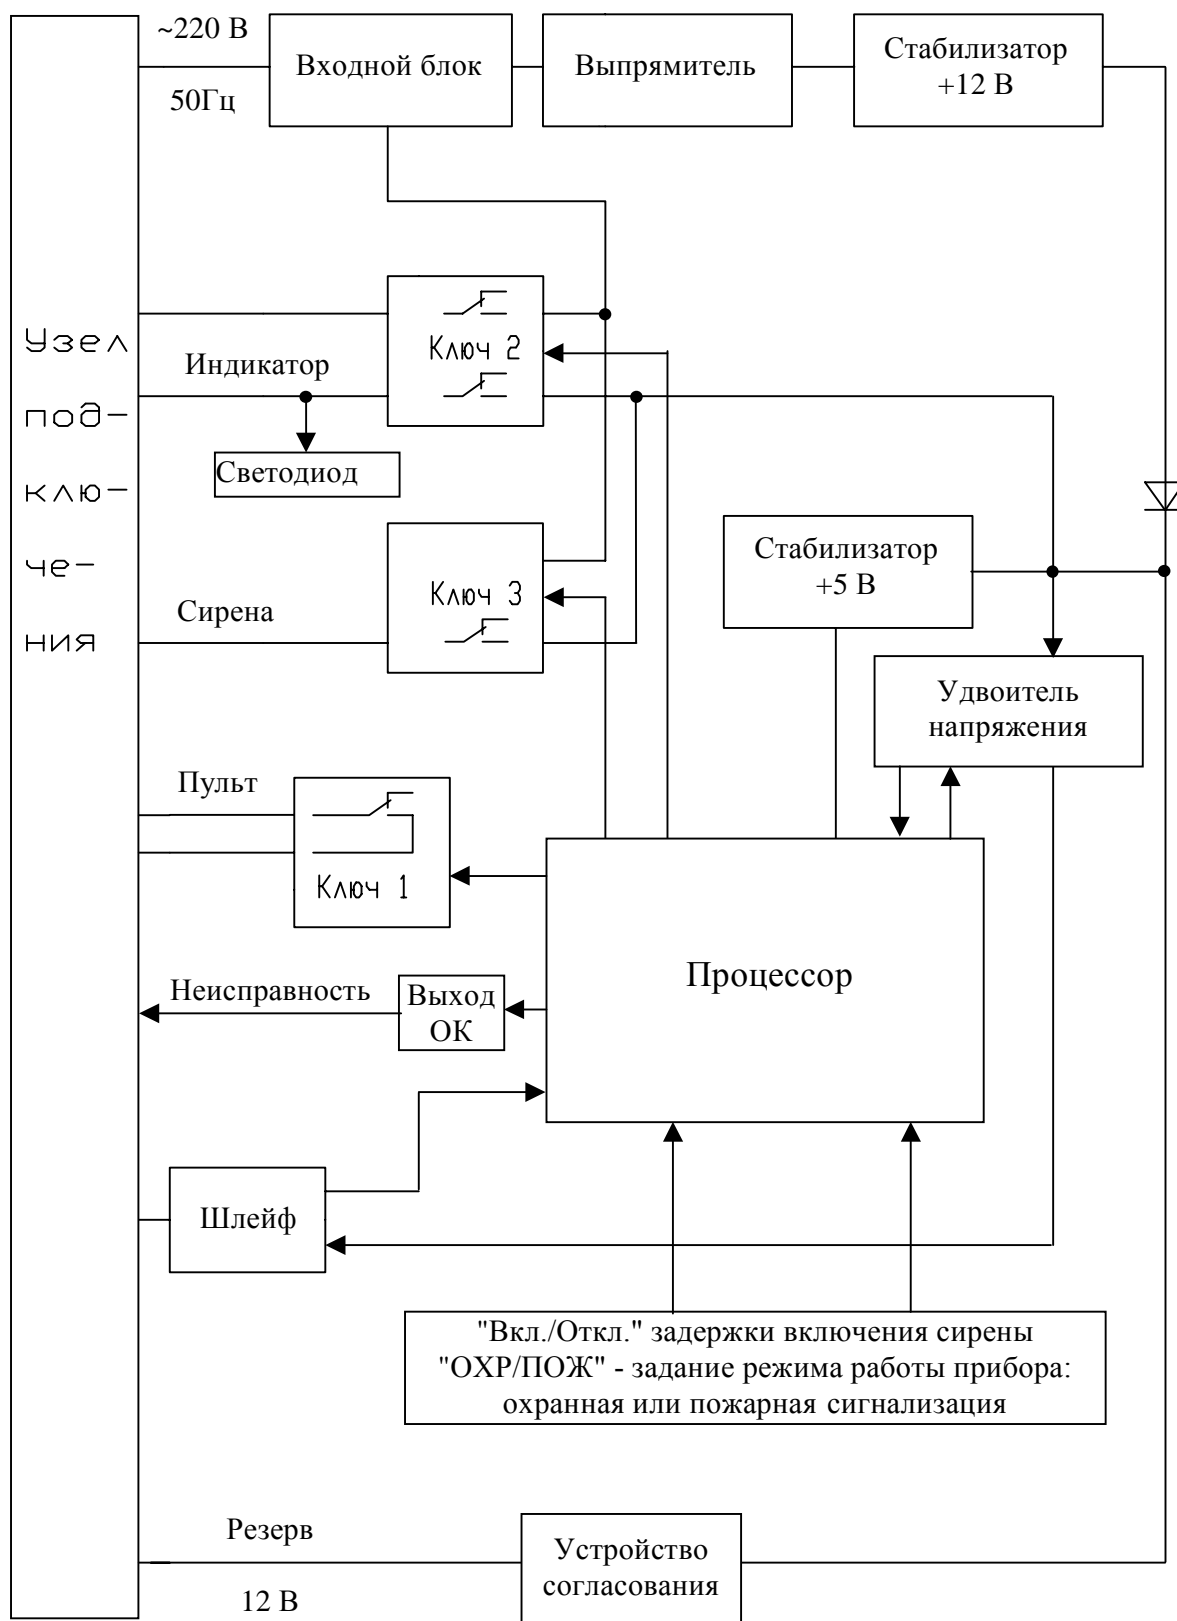 ~220 В
50Гц
Входной блок
Выпрямитель
Стабилизатор
+12 В
Узел
под-
клю-
че-
ния
Индикатор
Светодиод
Ключ 2
Ключ 3
Сирена
Стабилизатор
+5 В
Удвоитель
напряжения
Пульт
Ключ 1
Процессор
Неисправность
Выход
ОК
Шлейф
"Вкл./Откл." задержки включения сирены
"ОХР/ПОЖ" - задание режима работы прибора:
охранная или пожарная сигнализация
Резерв
12 В
Устройство
согласования